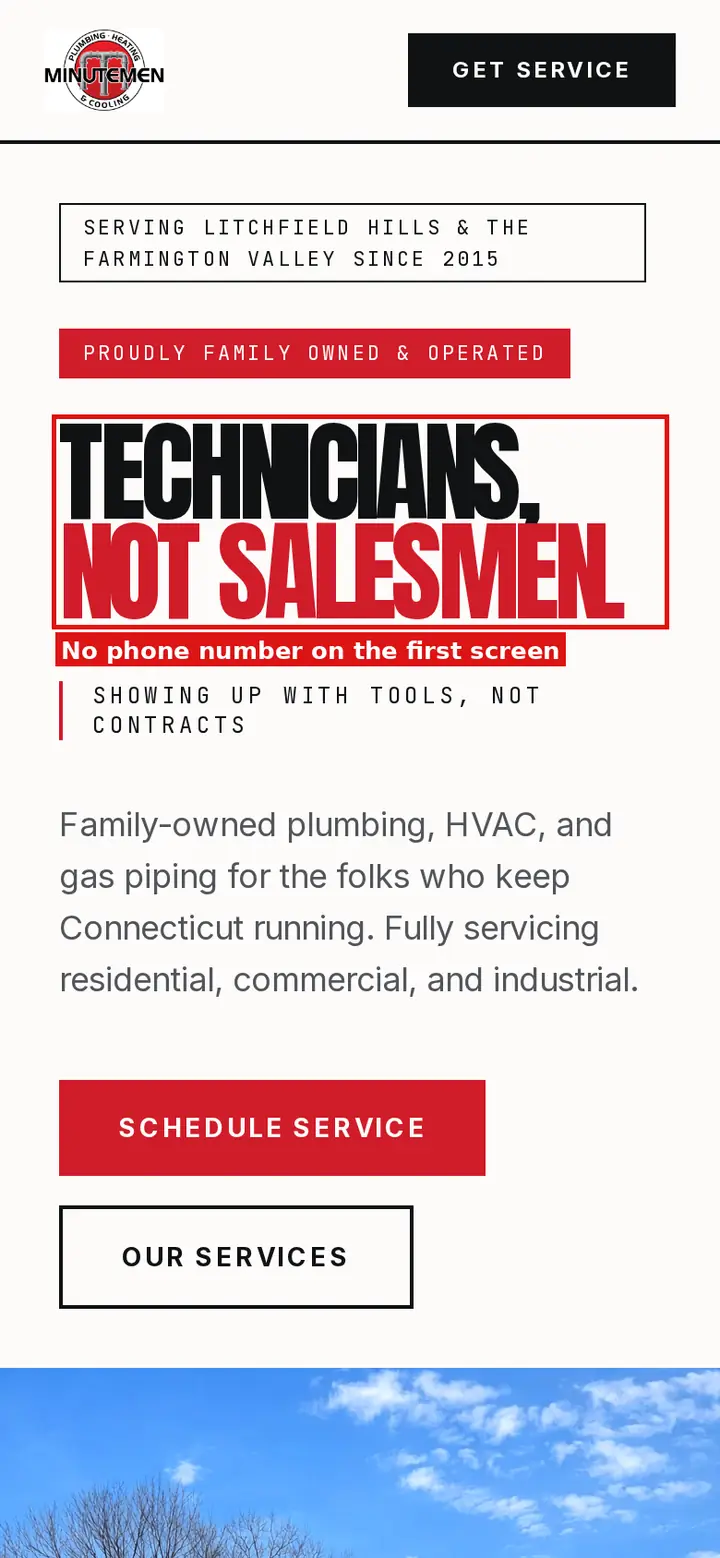 PLUMBING · HEATING
MINUTEMEN
& COOLING
GET SERVICE
SERVING LITCHFIELD HILLS & THE
FARMINGTON VALLEY SINCE 2015
PROUDLY FAMILY OWNED & OPERATED
TECHNICIANS,
NOT SALESMEN.
No phone number on the first screen
SHOWING UP WITH TOOLS, NOT
CONTRACTS
Family-owned plumbing, HVAC, and
gas piping for the folks who keep
Connecticut running. Fully servicing
residential, commercial, and industrial.
SCHEDULE SERVICE
OUR SERVICES